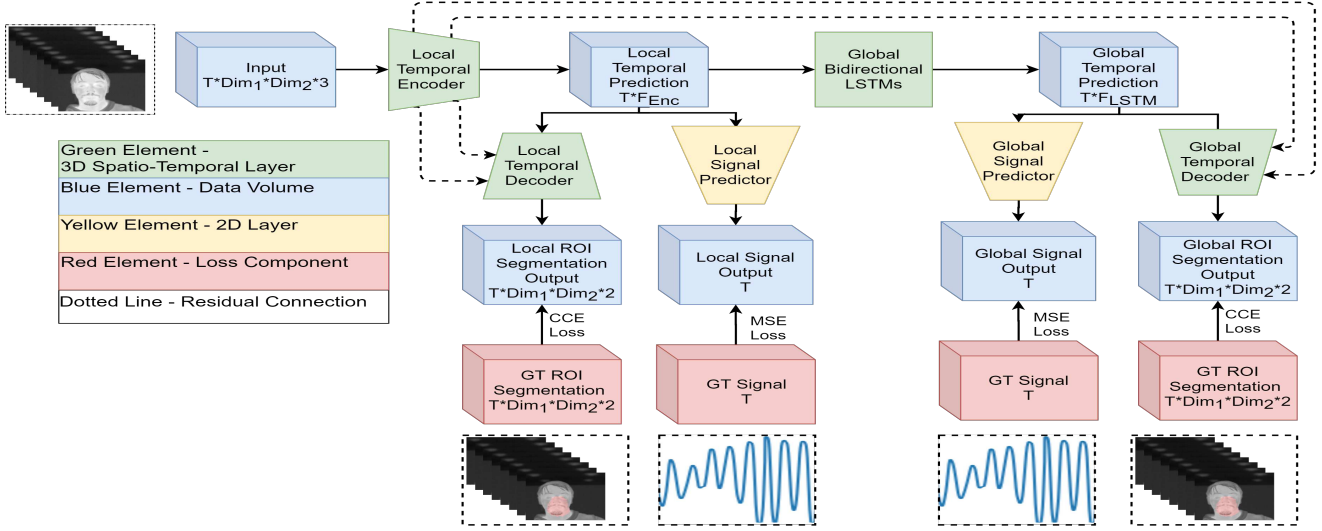 Input
T*Dim₁*Dim₂*3
Local
Temporal
Encoder
Local
Temporal
Prediction
T*F_Enc
Global
Bidirectional
LSTMs
Global
Temporal
Prediction
T*F_LSTM
Green Element -
3D Spatio-Temporal Layer
Blue Element - Data Volume
Yellow Element - 2D Layer
Red Element - Loss Component
Dotted Line - Residual Connection
Local
Temporal
Decoder
Local
Signal
Predictor
Global
Signal
Predictor
Global
Temporal
Decoder
Local ROI
Segmentation
Output
T*Dim₁*Dim₂*2
Local Signal
Output
T
Global Signal
Output
T
Global ROI
Segmentation
Output
T*Dim₁*Dim₂*2
CCE
Loss
MSE
Loss
MSE
Loss
CCE
Loss
GT ROI
Segmentation
T*Dim₁*Dim₂*2
GT Signal
T
GT Signal
T
GT ROI
Segmentation
T*Dim₁*Dim₂*2